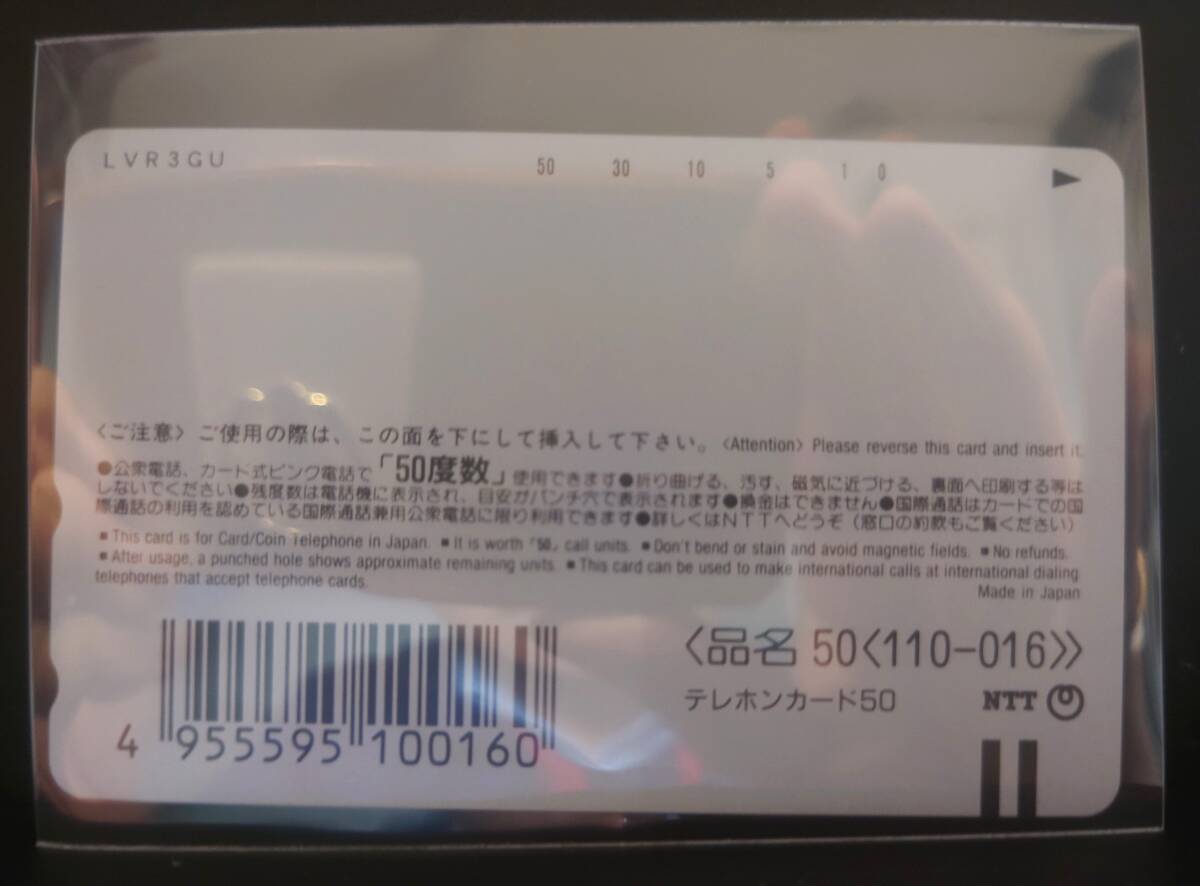 LVR3GU
50 30 10 5 1 0 ▶
〈ご注意〉ご使用の際は、この面を下にして挿入して下さい。〈Attention〉Please reverse this card and insert it.
●公衆電話、カード式ピンク電話で「50度数」使用できます●折り曲げる、汚す、磁気に近づける、裏面へ印刷する等は
しないでください●残度数は電話機に表示され、目安がパンチ穴で表示されます●換金はできません●国際通話はカードでの国
際通話の利用を認めている国際通話兼用公衆電話に限り利用できます●詳しくはNTTへどうぞ(窓口の約款もご覧ください)
■This card is for Card/Coin Telephone in Japan. ■It is worth「50」call units. ■Don't bend or stain and avoid magnetic fields. ■No refunds.
■After usage, a punched hole shows approximate remaining units. ■This card can be used to make international calls at international dialing
telephones that accept telephone cards.
Made in Japan
〈品名 50〈110-016〉〉
テレホンカード50 NTT
4 955595 100160